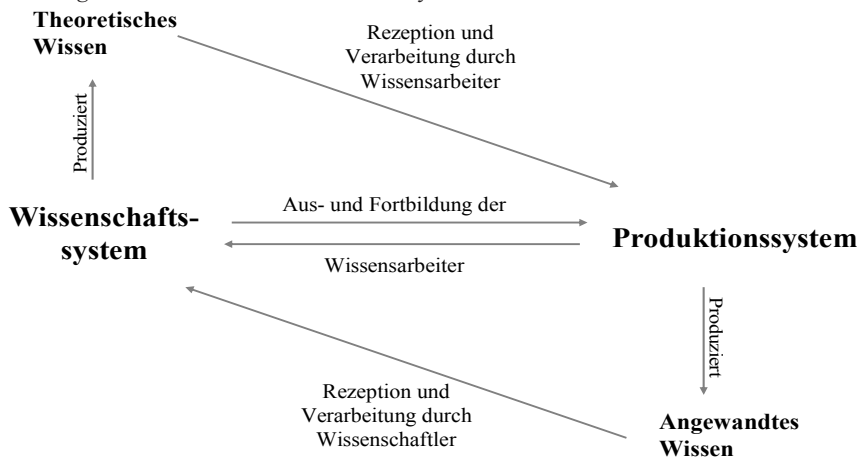 Theoretisches
Wissen
Rezeption und
Verarbeitung durch
Wissensarbeiter
Produziert
Wissenschafts-
system
Aus- und Fortbildung der
Wissensarbeiter
Produktionssystem
Produziert
Rezeption und
Verarbeitung durch
Wissenschaftler
Angewandtes
Wissen